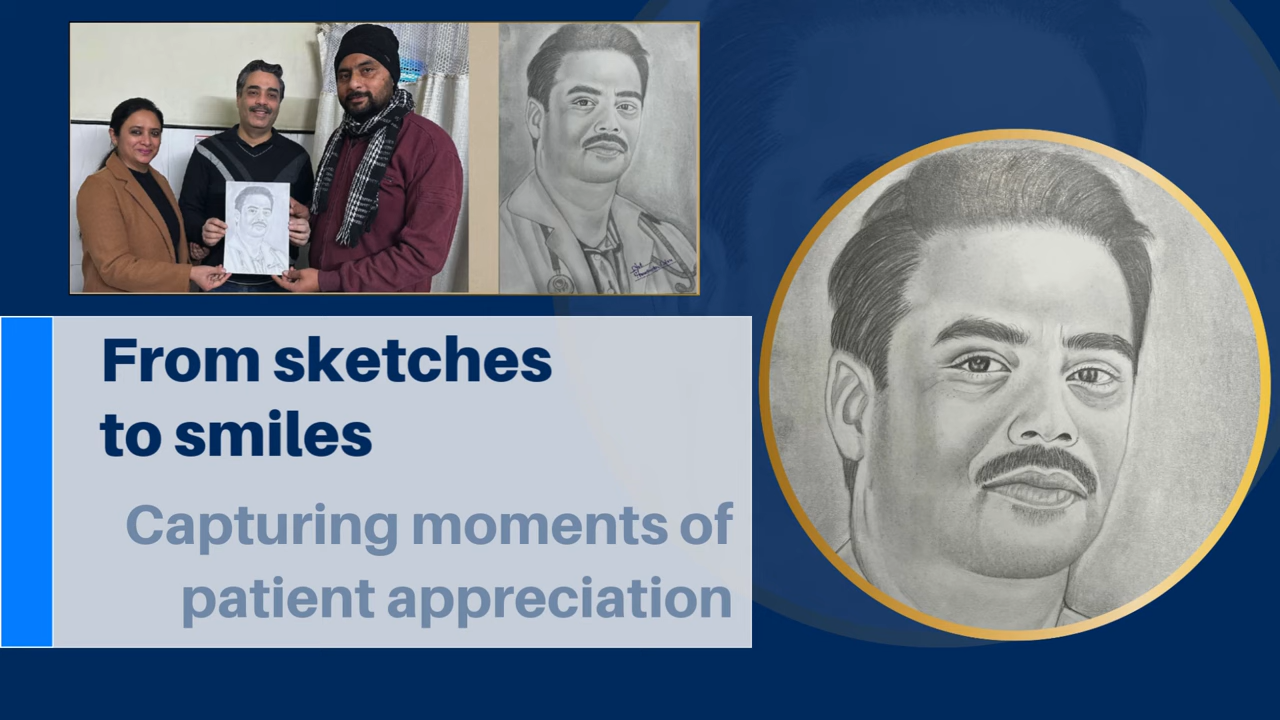 From sketches
to smiles
Capturing moments of
patient appreciation